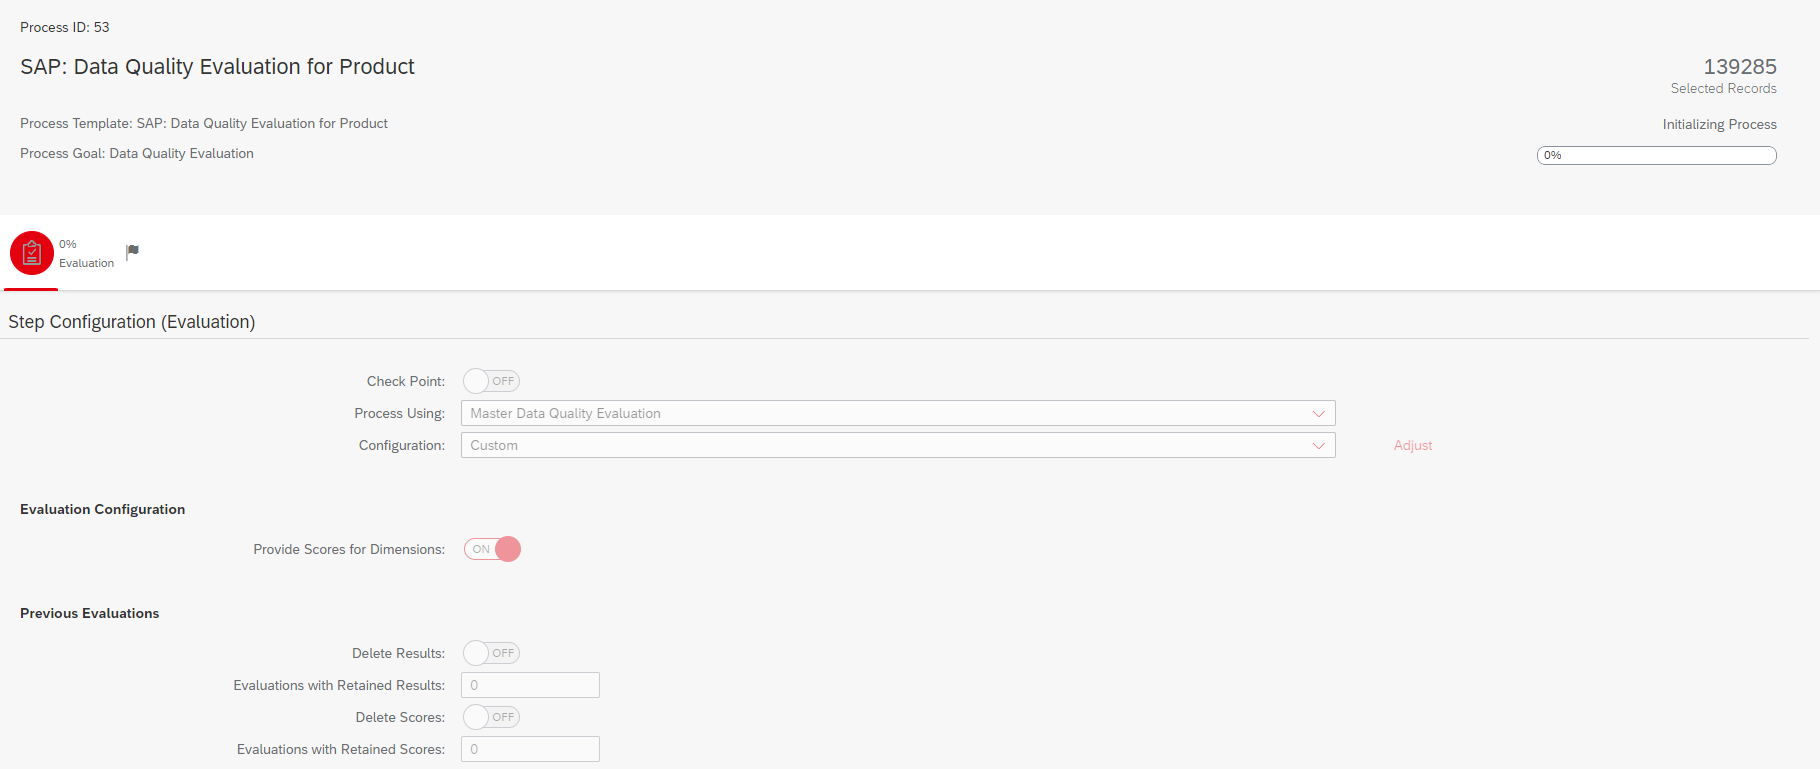 Process ID: 53
SAP: Data Quality Evaluation for Product
139285
Selected Records
Process Template: SAP: Data Quality Evaluation for Product
Initializing Process
Process Goal: Data Quality Evaluation
0%
0%
Evaluation
Step Configuration (Evaluation)
Check Point: OFF
Process Using: Master Data Quality Evaluation
Configuration: Custom Adjust
Evaluation Configuration
Provide Scores for Dimensions: ON
Previous Evaluations
Delete Results: OFF
Evaluations with Retained Results: 0
Delete Scores: OFF
Evaluations with Retained Scores: 0